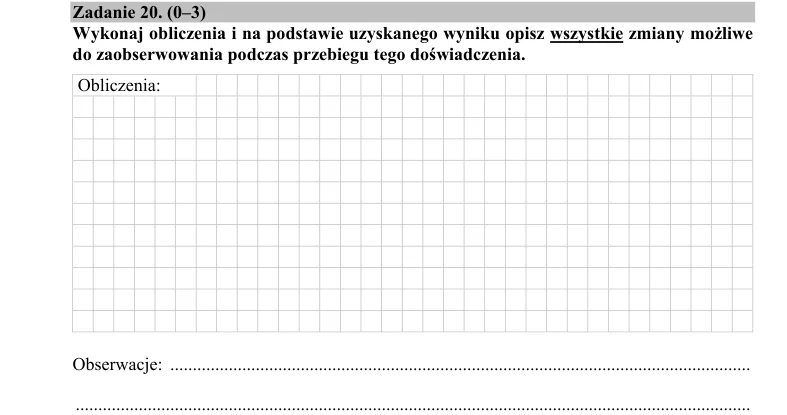 Zadanie 20. (0–3)
Wykonaj obliczenia i na podstawie uzyskanego wyniku opisz wszystkie zmiany możliwe
do zaobserwowania podczas przebiegu tego doświadczenia.
Obliczenia:
Obserwacje: ................................................................................................................................
.....................................................................................................................................................